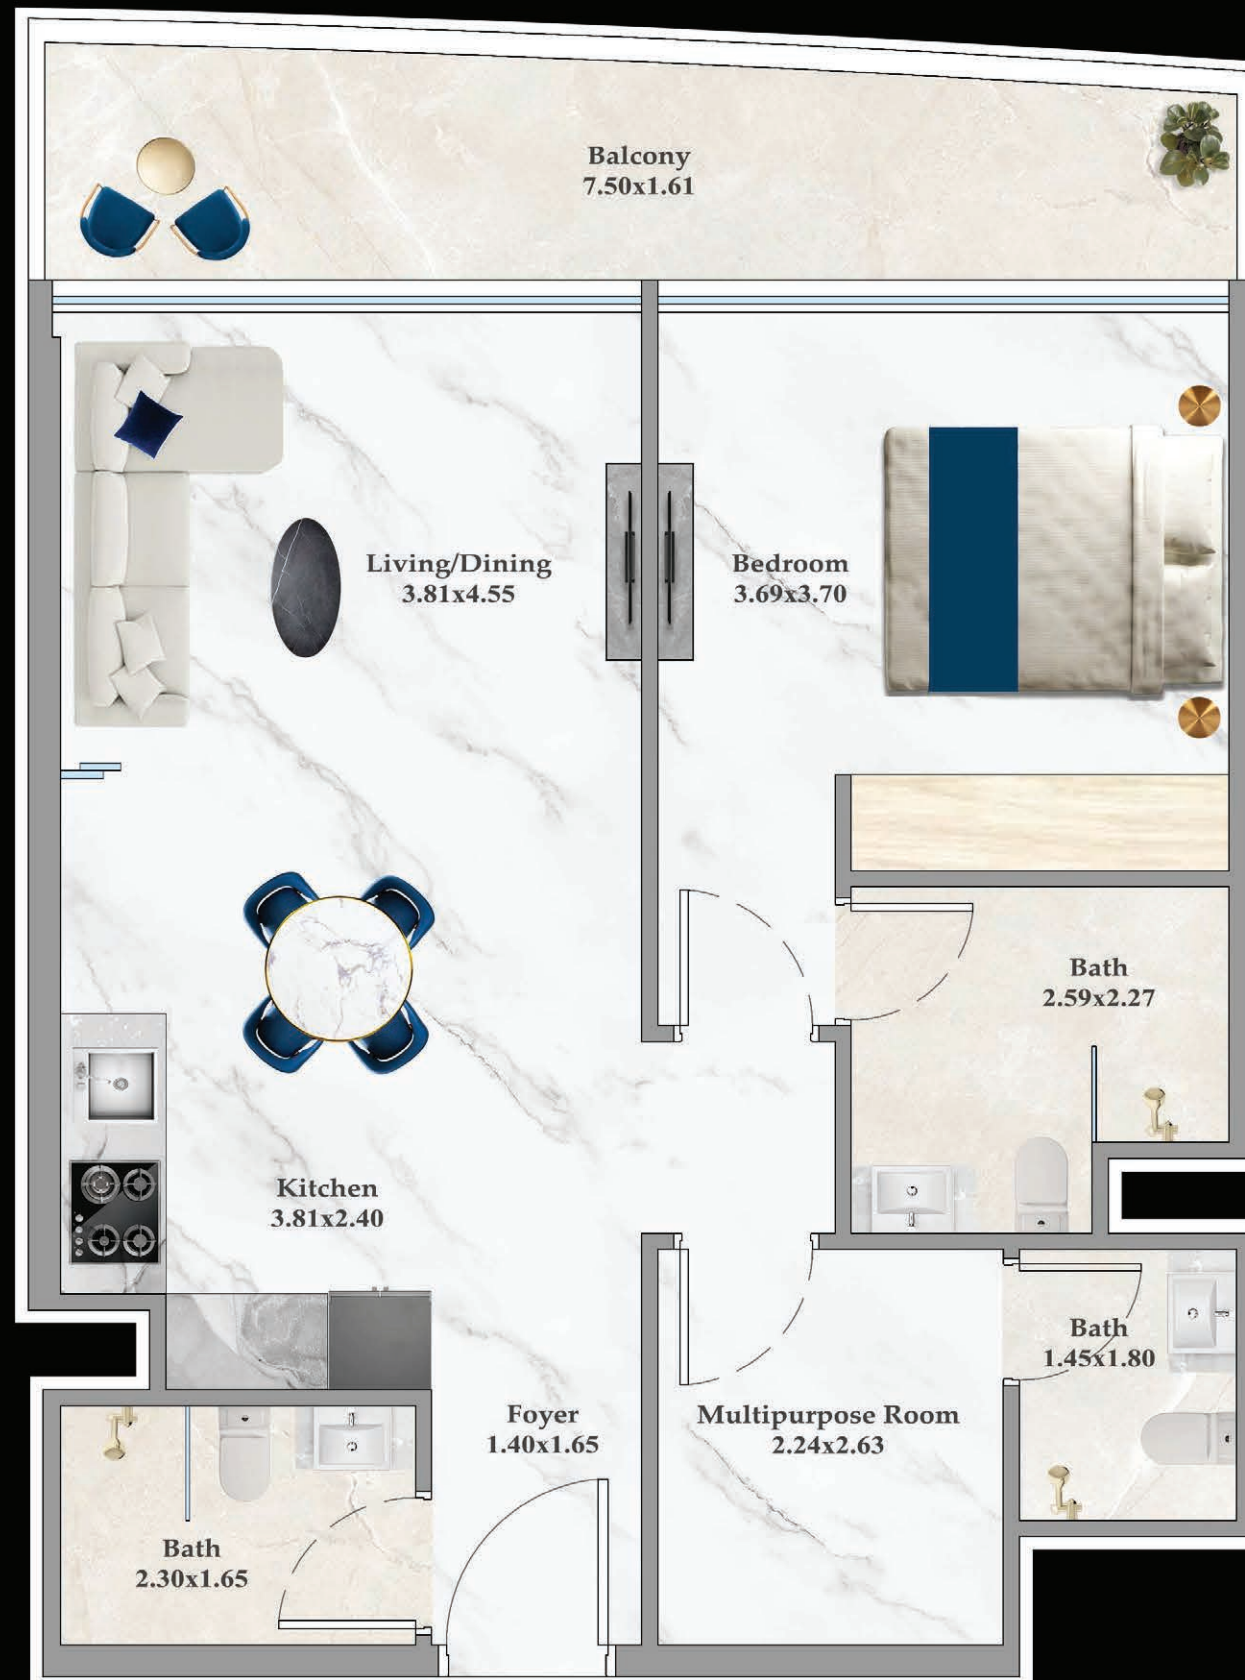 Balcony
7.50x1.61
Living/Dining
3.81x4.55
Bedroom
3.69x3.70
Bath
2.59x2.27
Kitchen
3.81x2.40
Bath
1.45x1.80
Foyer
1.40x1.65
Multipurpose Room
2.24x2.63
Bath
2.30x1.65